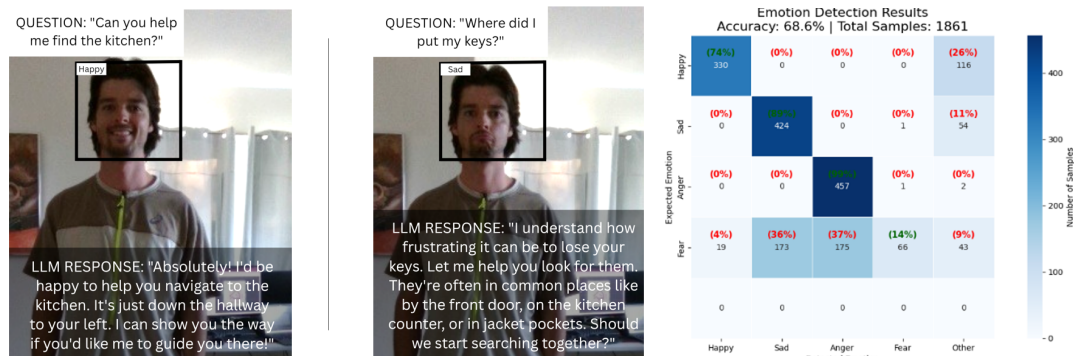 QUESTION: "Can you help
me find the kitchen?"
Happy
LLM RESPONSE: "Absolutely! I'd be
happy to help you navigate to the
kitchen. It's just down the hallway
to your left. I can show you the way
if you'd like me to guide you there!"
QUESTION: "Where did I
put my keys?"
Sad
LLM RESPONSE: "I understand how
frustrating it can be to lose your
keys. Let me help you look for them.
They're often in common places like
by the front door, on the kitchen
counter, or in jacket pockets. Should
we start searching together?"
Emotion Detection Results
Accuracy: 68.6% | Total Samples: 1861
Expected Emotion
Happy
(74%) (0%) (0%) (0%) (26%)
330 0 0 0 116
Sad
(0%) (0%) (0%) (11%)
0 424 0 1 54
Anger
(0%) (0%) (99%) (0%) (0%)
0 0 457 1 2
Fear
(4%) (36%) (37%) (14%) (9%)
19 173 175 66 43
0 0 0 0 0
Happy Sad Anger Fear Other
400
300
200
100
0
Number of Samples